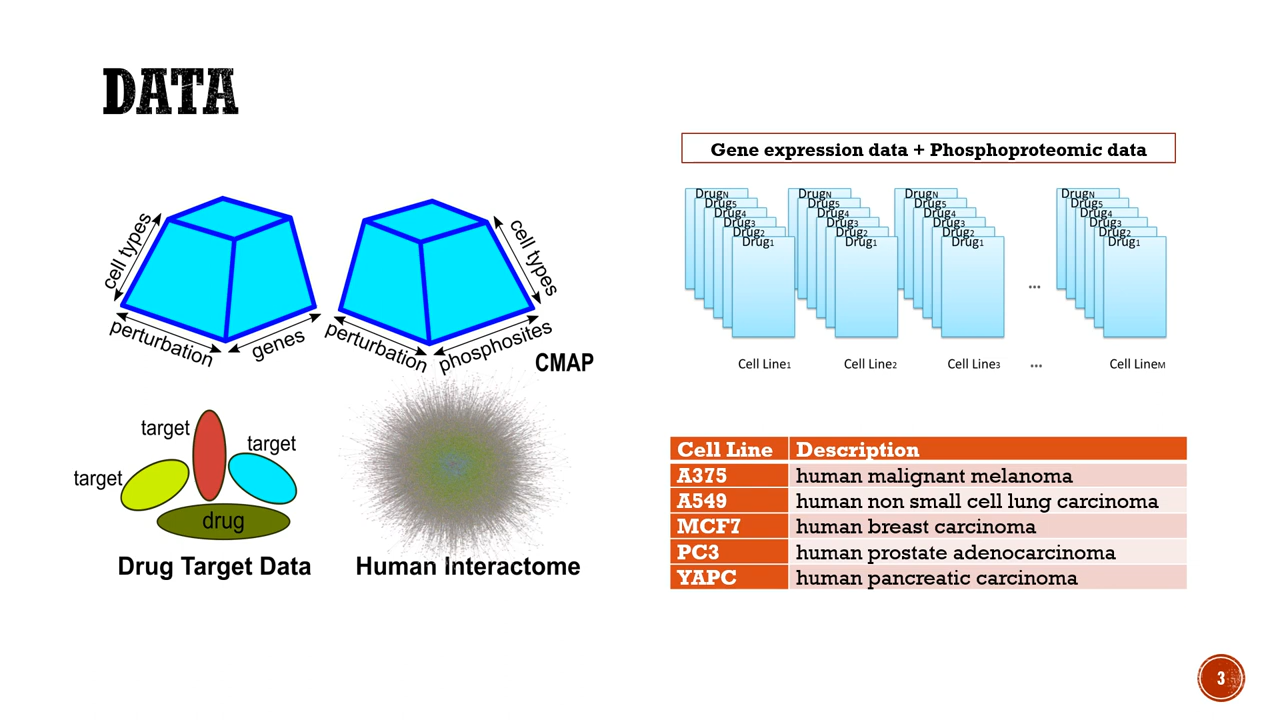 DATA
cell types
perturbation
genes
cell types
perturbation
phosphosites
CMAP
target
target
target
drug
Drug Target Data
Human Interactome
Gene expression data + Phosphoproteomic data
DrugN
Drug5
Drug4
Drug3
Drug2
Drug1
DrugN
Drug5
Drug4
Drug3
Drug2
Drug1
DrugN
Drug5
Drug4
Drug3
Drug2
Drug1
...
DrugN
Drug5
Drug4
Drug3
Drug2
Drug1
Cell Line1 Cell Line2 Cell Line3 ... Cell LineM
Cell Line Description
A375 human malignant melanoma
A549 human non small cell lung carcinoma
MCF7 human breast carcinoma
PC3 human prostate adenocarcinoma
YAPC human pancreatic carcinoma
3